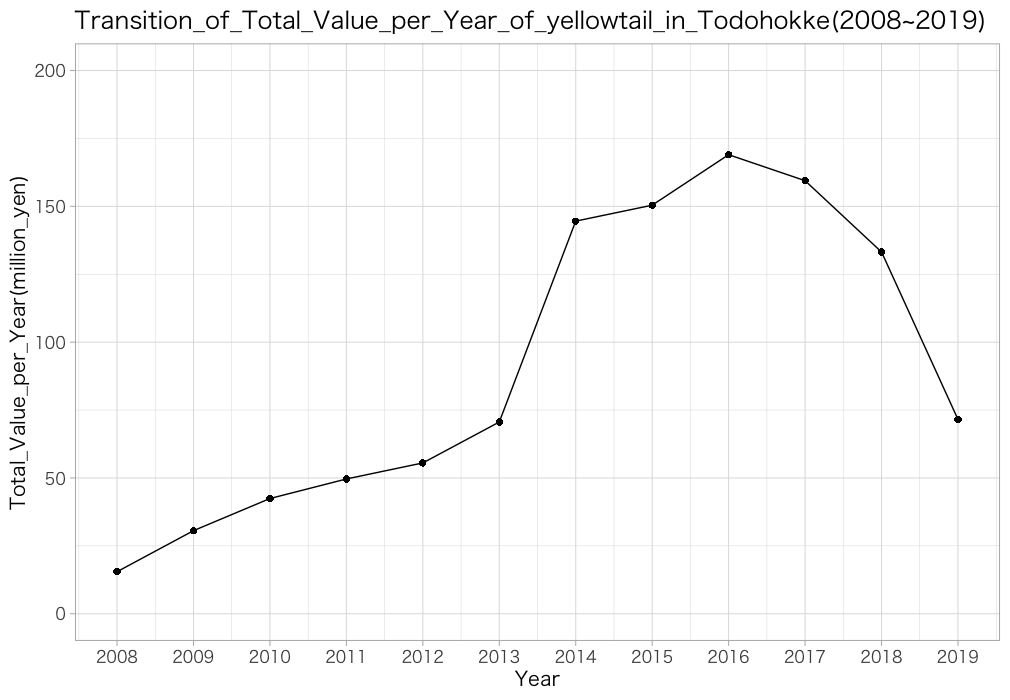 Transition_of_Total_Value_per_Year_of_yellowtail_in_Todohokke(2008~2019)
Total_Value_per_Year(million_yen)
200
150
100
50
0
2008 2009 2010 2011 2012 2013 2014 2015 2016 2017 2018 2019
Year